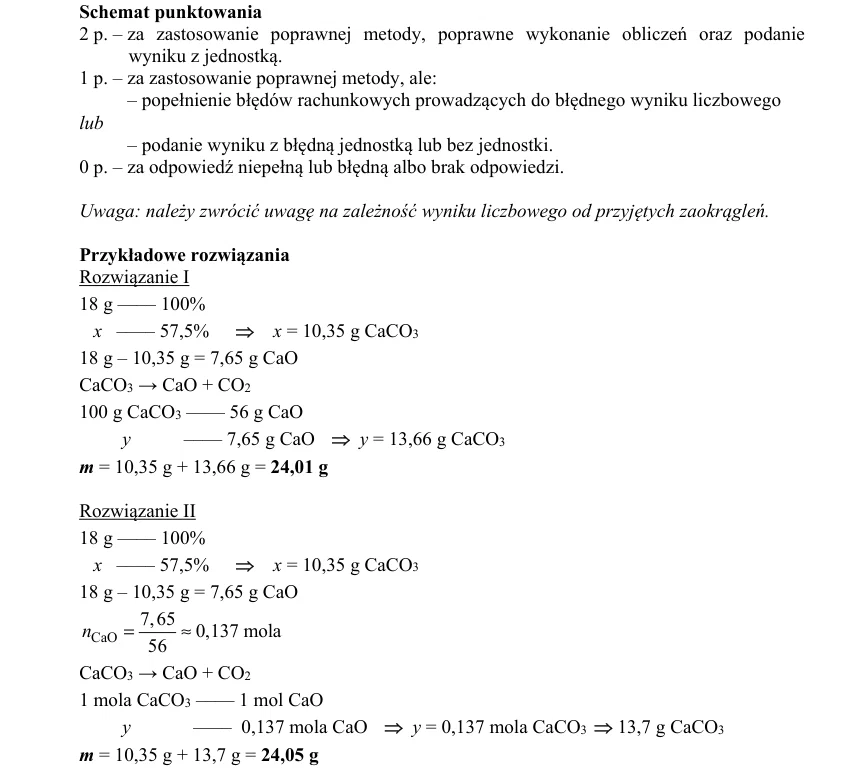 Schemat punktowania
2 p. – za zastosowanie poprawnej metody, poprawne wykonanie obliczeń oraz podanie
wyniku z jednostką.
1 p. – za zastosowanie poprawnej metody, ale:
– popełnienie błędów rachunkowych prowadzących do błędnego wyniku liczbowego
lub
– podanie wyniku z błędną jednostką lub bez jednostki.
0 p. – za odpowiedź niepełną lub błędną albo brak odpowiedzi.
Uwaga: należy zwrócić uwagę na zależność wyniku liczbowego od przyjętych zaokrągleń.
Przykładowe rozwiązania
Rozwiązanie I
18 g —— 100%
x —— 57,5% ⇒ x = 10,35 g CaCO₃
18 g – 10,35 g = 7,65 g CaO
CaCO₃ → CaO + CO₂
100 g CaCO₃ —— 56 g CaO
y —— 7,65 g CaO ⇒ y = 13,66 g CaCO₃
m = 10,35 g + 13,66 g = 24,01 g
Rozwiązanie II
18 g —— 100%
x —— 57,5% ⇒ x = 10,35 g CaCO₃
18 g – 10,35 g = 7,65 g CaO
n_CaO = 7,65/56 ≈ 0,137 mola
CaCO₃ → CaO + CO₂
1 mola CaCO₃ —— 1 mol CaO
y —— 0,137 mola CaO ⇒ y = 0,137 mola CaCO₃ ⇒ 13,7 g CaCO₃
m = 10,35 g + 13,7 g = 24,05 g